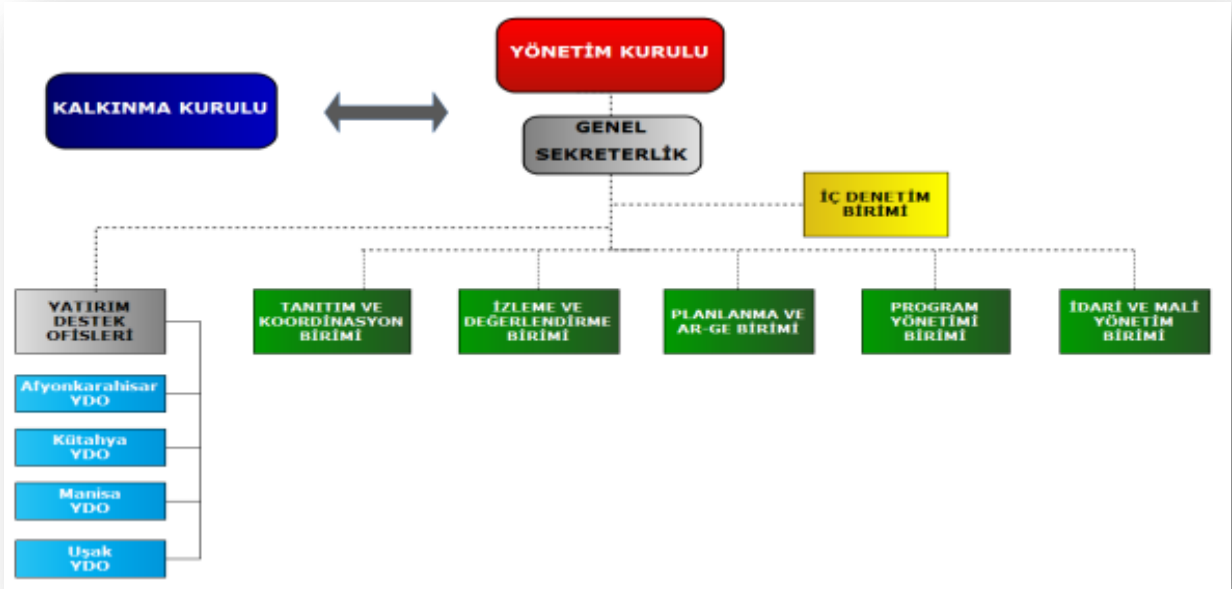 YÖNETİM KURULU
KALKINMA KURULU
GENEL
SEKRETERLİK
İÇ DENETİM
BİRİMİ
YATIRIM
DESTEK
OFİSLERİ
TANITIM VE
KOORDİNASYON
BİRİMİ
İZLEME VE
DEĞERLENDİRME
BİRİMİ
PLANLANMA VE
AR-GE BİRİMİ
PROGRAM
YÖNETİMİ
BİRİMİ
İDARİ VE MALİ
YÖNETİM
BİRİMİ
Afyonkarahisar
YDO
Kütahya
YDO
Manisa
YDO
Uşak
YDO